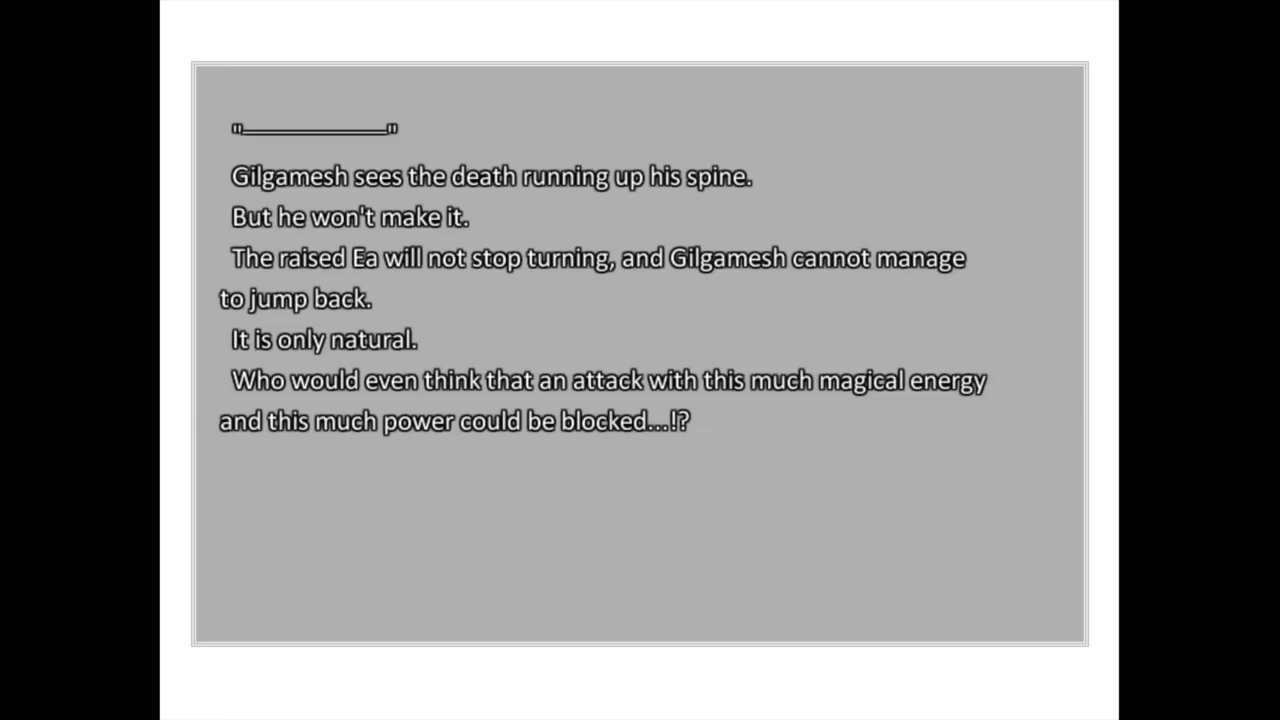 "――――――――"
Gilgamesh sees the death running up his spine.
But he won't make it.
The raised Ea will not stop turning, and Gilgamesh cannot manage
to jump back.
It is only natural.
Who would even think that an attack with this much magical energy
and this much power could be blocked...!?